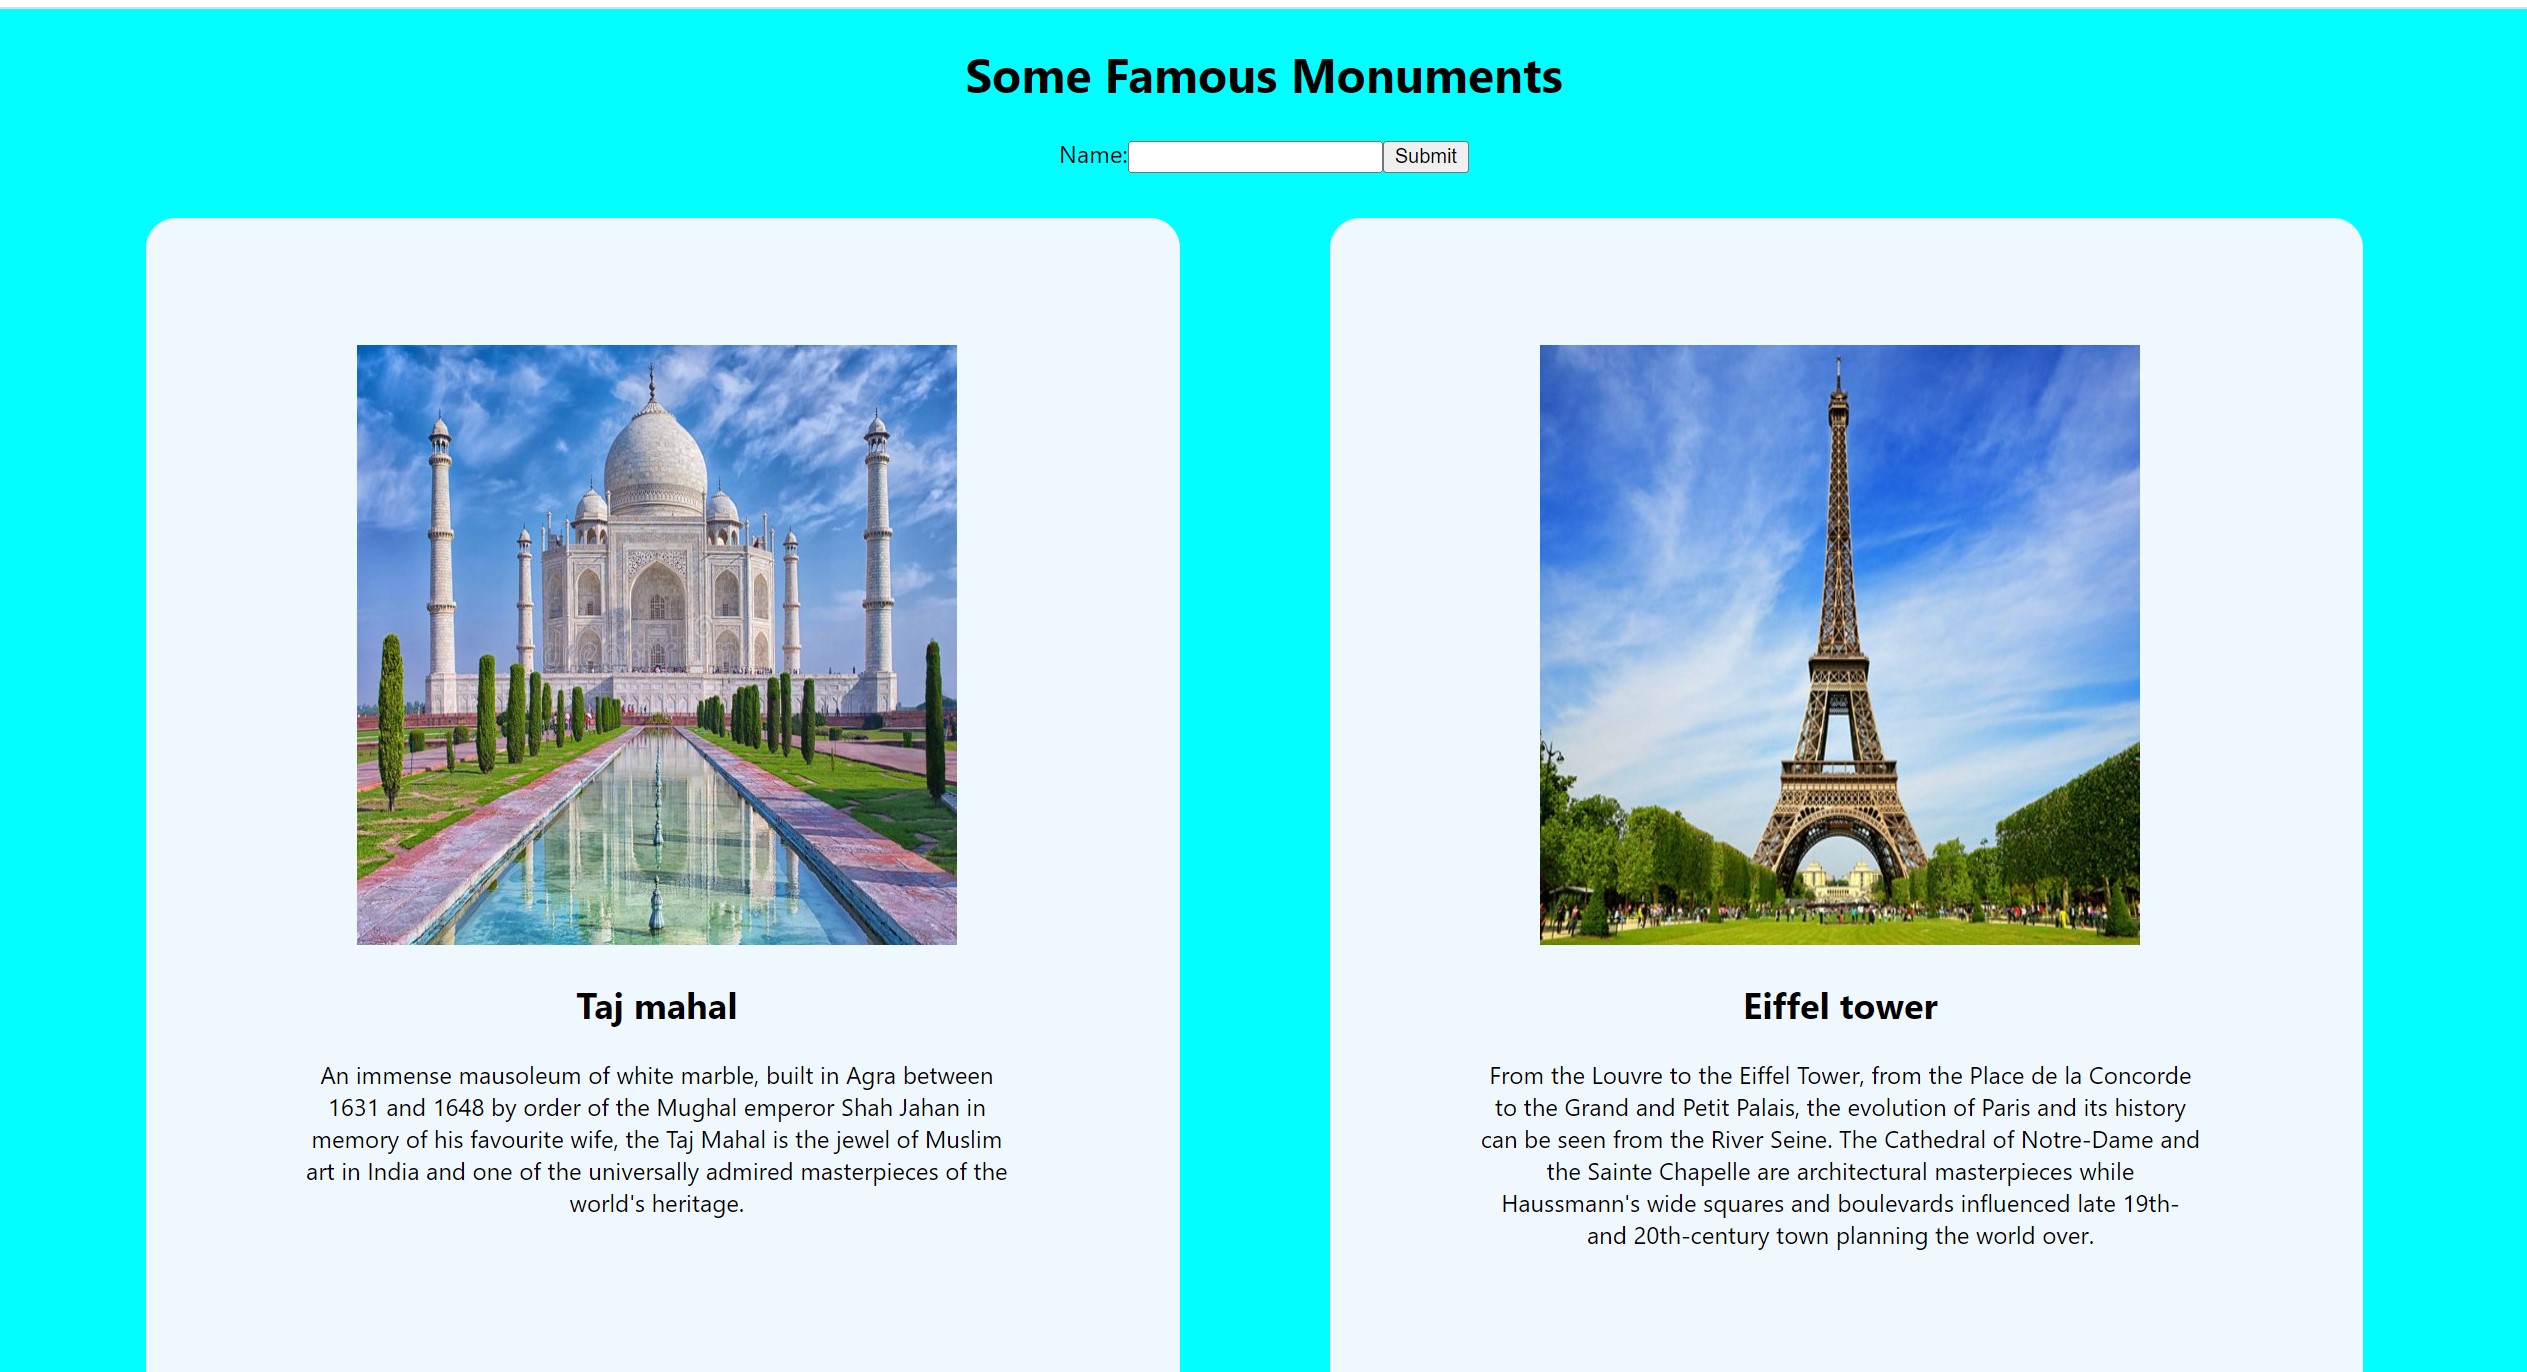 Some Famous Monuments
Name:
Submit
Taj mahal
An immense mausoleum of white marble, built in Agra between
1631 and 1648 by order of the Mughal emperor Shah Jahan in
memory of his favourite wife, the Taj Mahal is the jewel of Muslim
art in India and one of the universally admired masterpieces of the
world's heritage.
Eiffel tower
From the Louvre to the Eiffel Tower, from the Place de la Concorde
to the Grand and Petit Palais, the evolution of Paris and its history
can be seen from the River Seine. The Cathedral of Notre-Dame and
the Sainte Chapelle are architectural masterpieces while
Haussmann's wide squares and boulevards influenced late 19th-
and 20th-century town planning the world over.